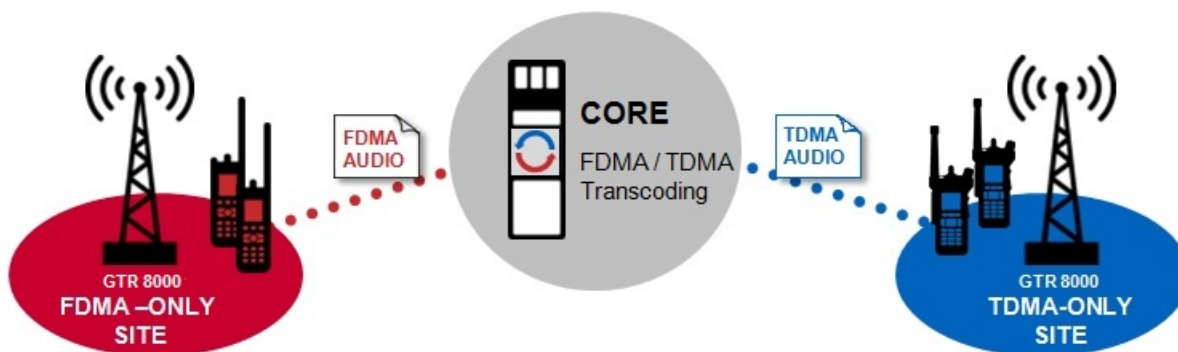 FDMA
AUDIO
CORE
FDMA / TDMA
Transcoding
TDMA
AUDIO
GTR 8000
FDMA –ONLY
SITE
GTR 8000
TDMA-ONLY
SITE